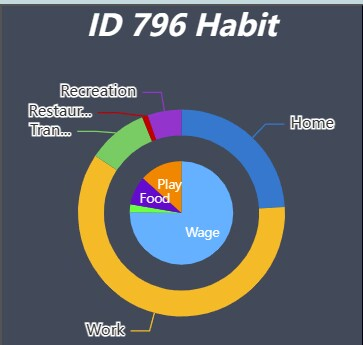 ID 796 Habit
Recreation
Restaur...
Tran...
Home
Play
Food
Wage
Work